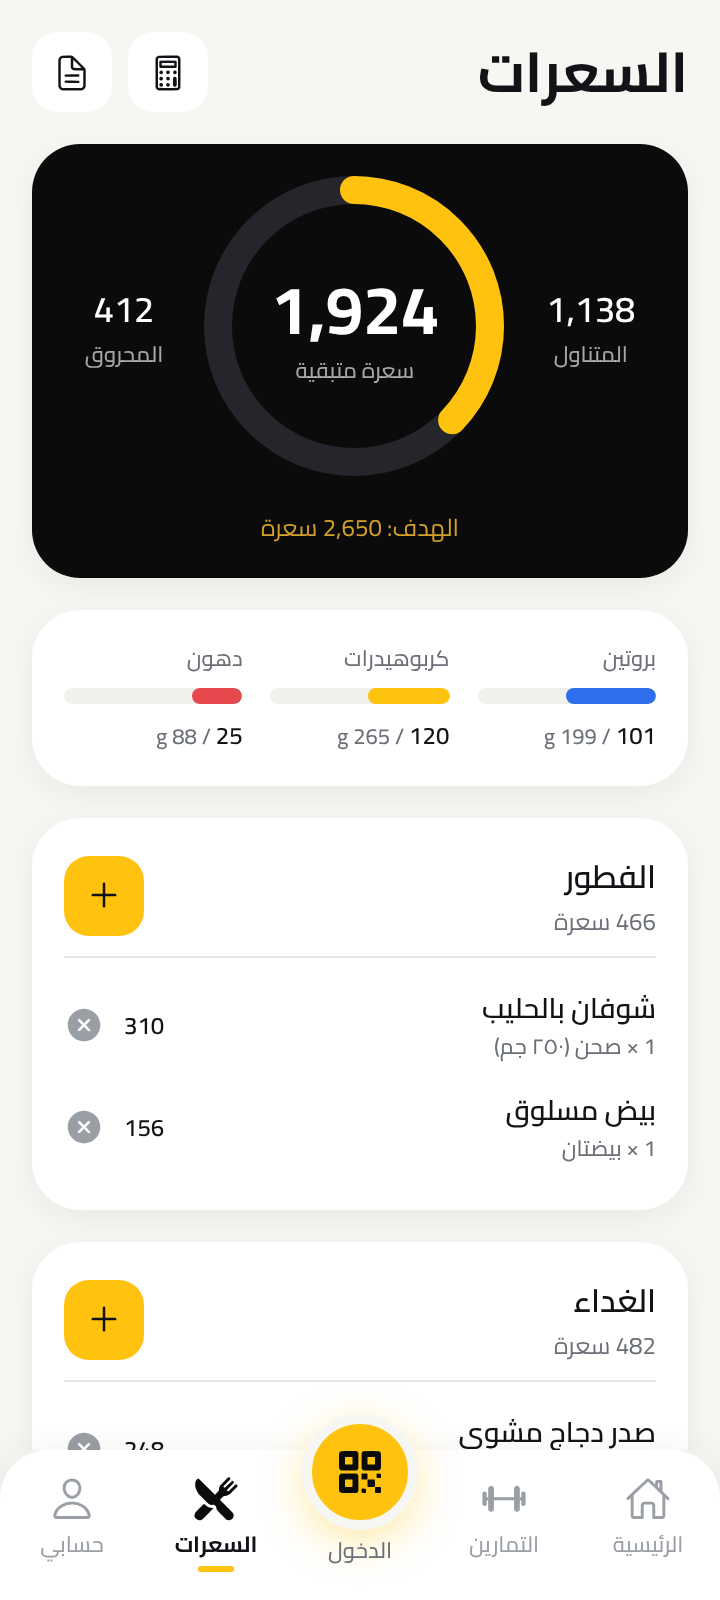 السعرات
1,138
المتناول
1,924
سعرة متبقية
412
المحروق
الهدف: 2,650 سعرة
بروتين
101 / 199 g
كربوهيدرات
120 / 265 g
دهون
25 / 88 g
الفطور
466 سعرة
شوفان بالحليب
1 × صحن (٢٥٠ جم)
310
بيض مسلوق
1 × بيضتان
156
الغداء
482 سعرة
صدر دجاج مشوي
248
الرئيسية
التمارين
الدخول
السعرات
حسابي